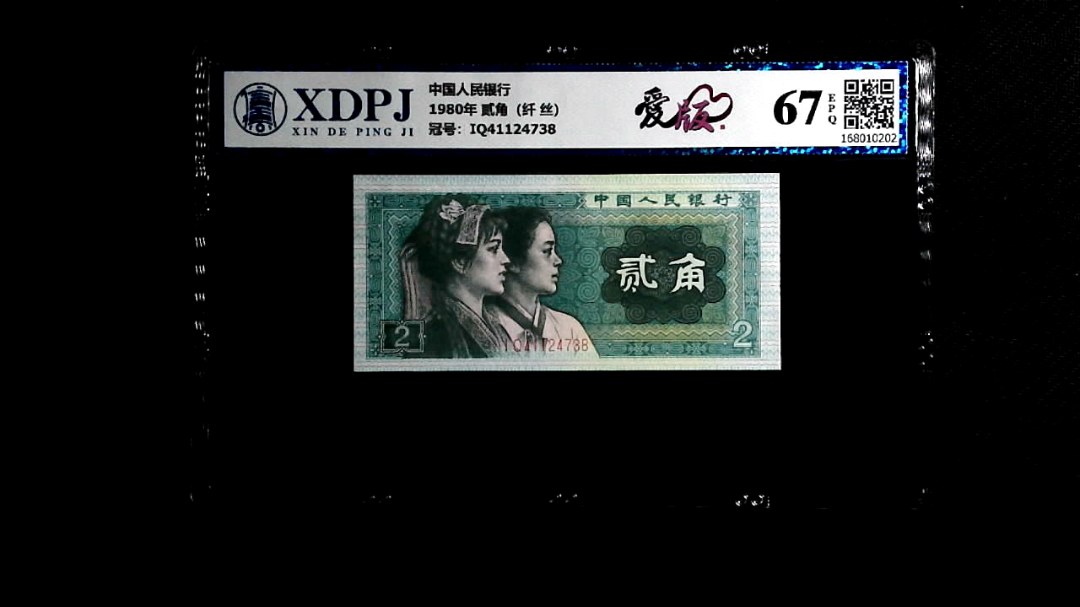 XDPJ
XIN DE PING JI
中国人民银行
1980年 贰角（纤 丝）
冠号：IQ41124738
爱版
67
EPQ
168010202
中国人民银行
贰角
2
2
IQ41124738